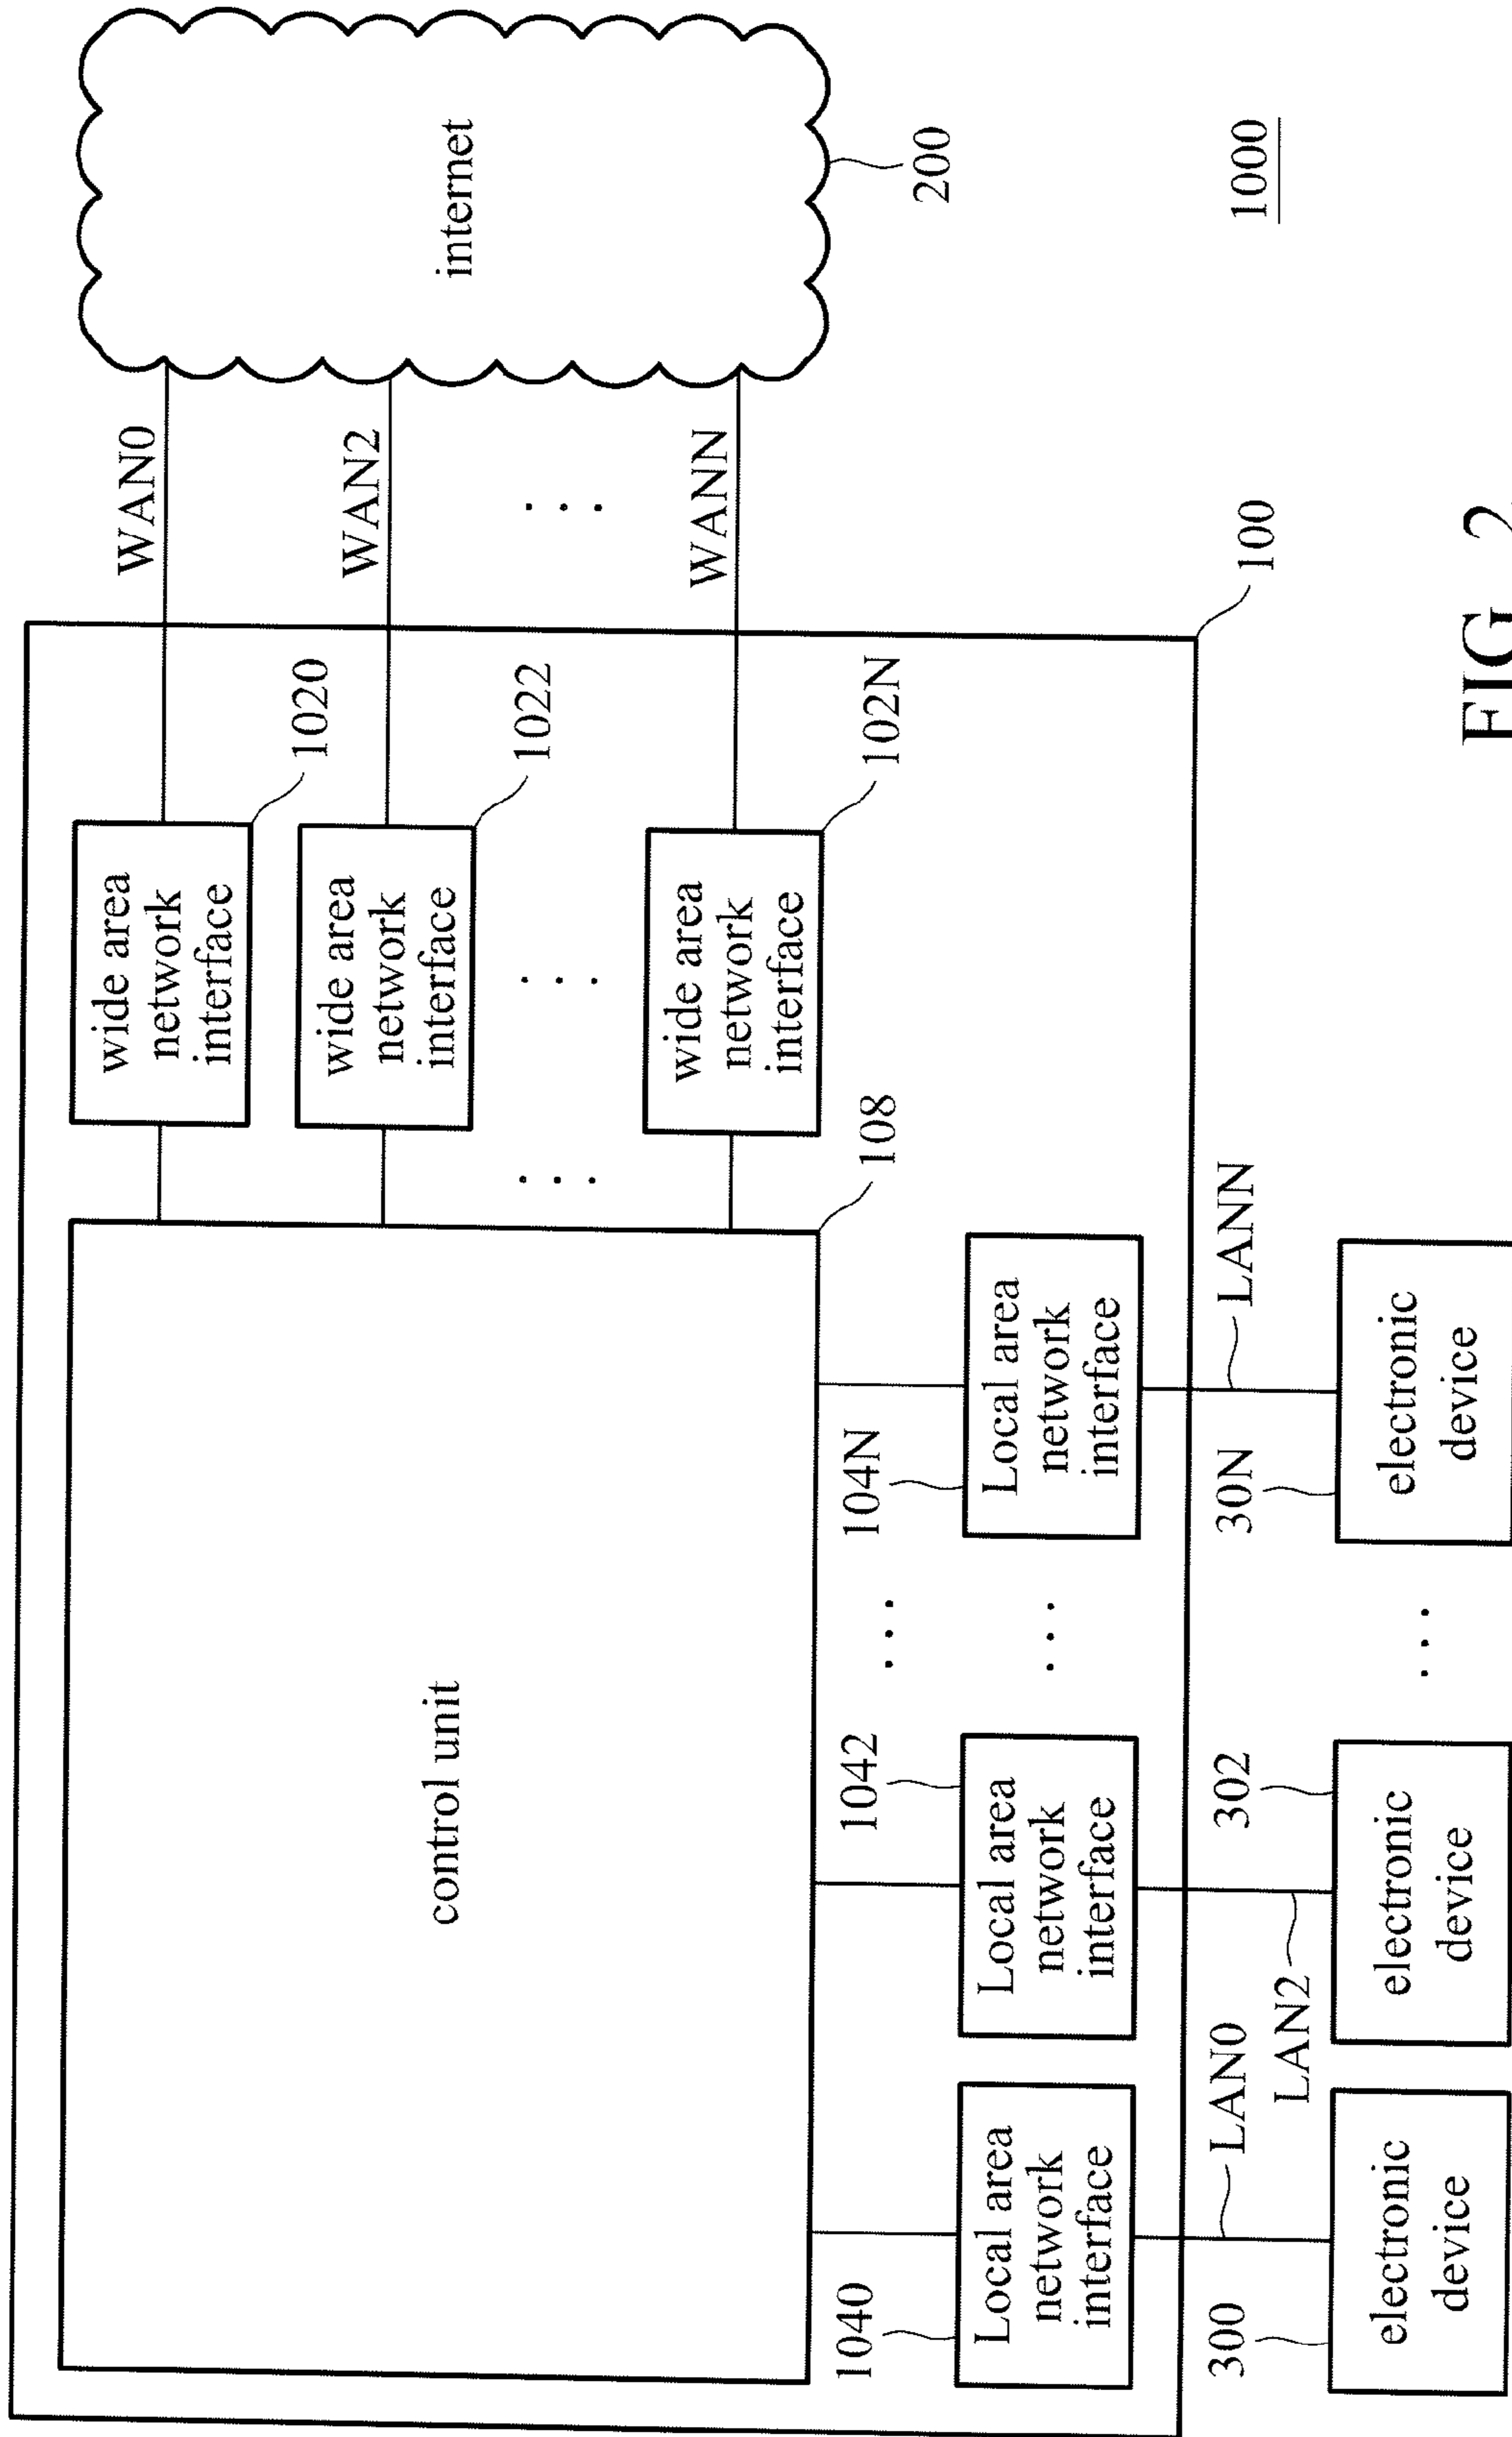 control unit
wide area
network
interface
1020
WAN0
wide area
network
interface
1022
WAN2
. . .
. . .
. . .
wide area
network
interface
102N
WANN
internet
200
108
1040
1042
. . .
104N
Local area
network
interface
Local area
network
interface
. . .
Local area
network
interface
100
300
LAN0
LAN2
302
30N
LANN
electronic
device
electronic
device
. . .
electronic
device
1000
FIG. 2